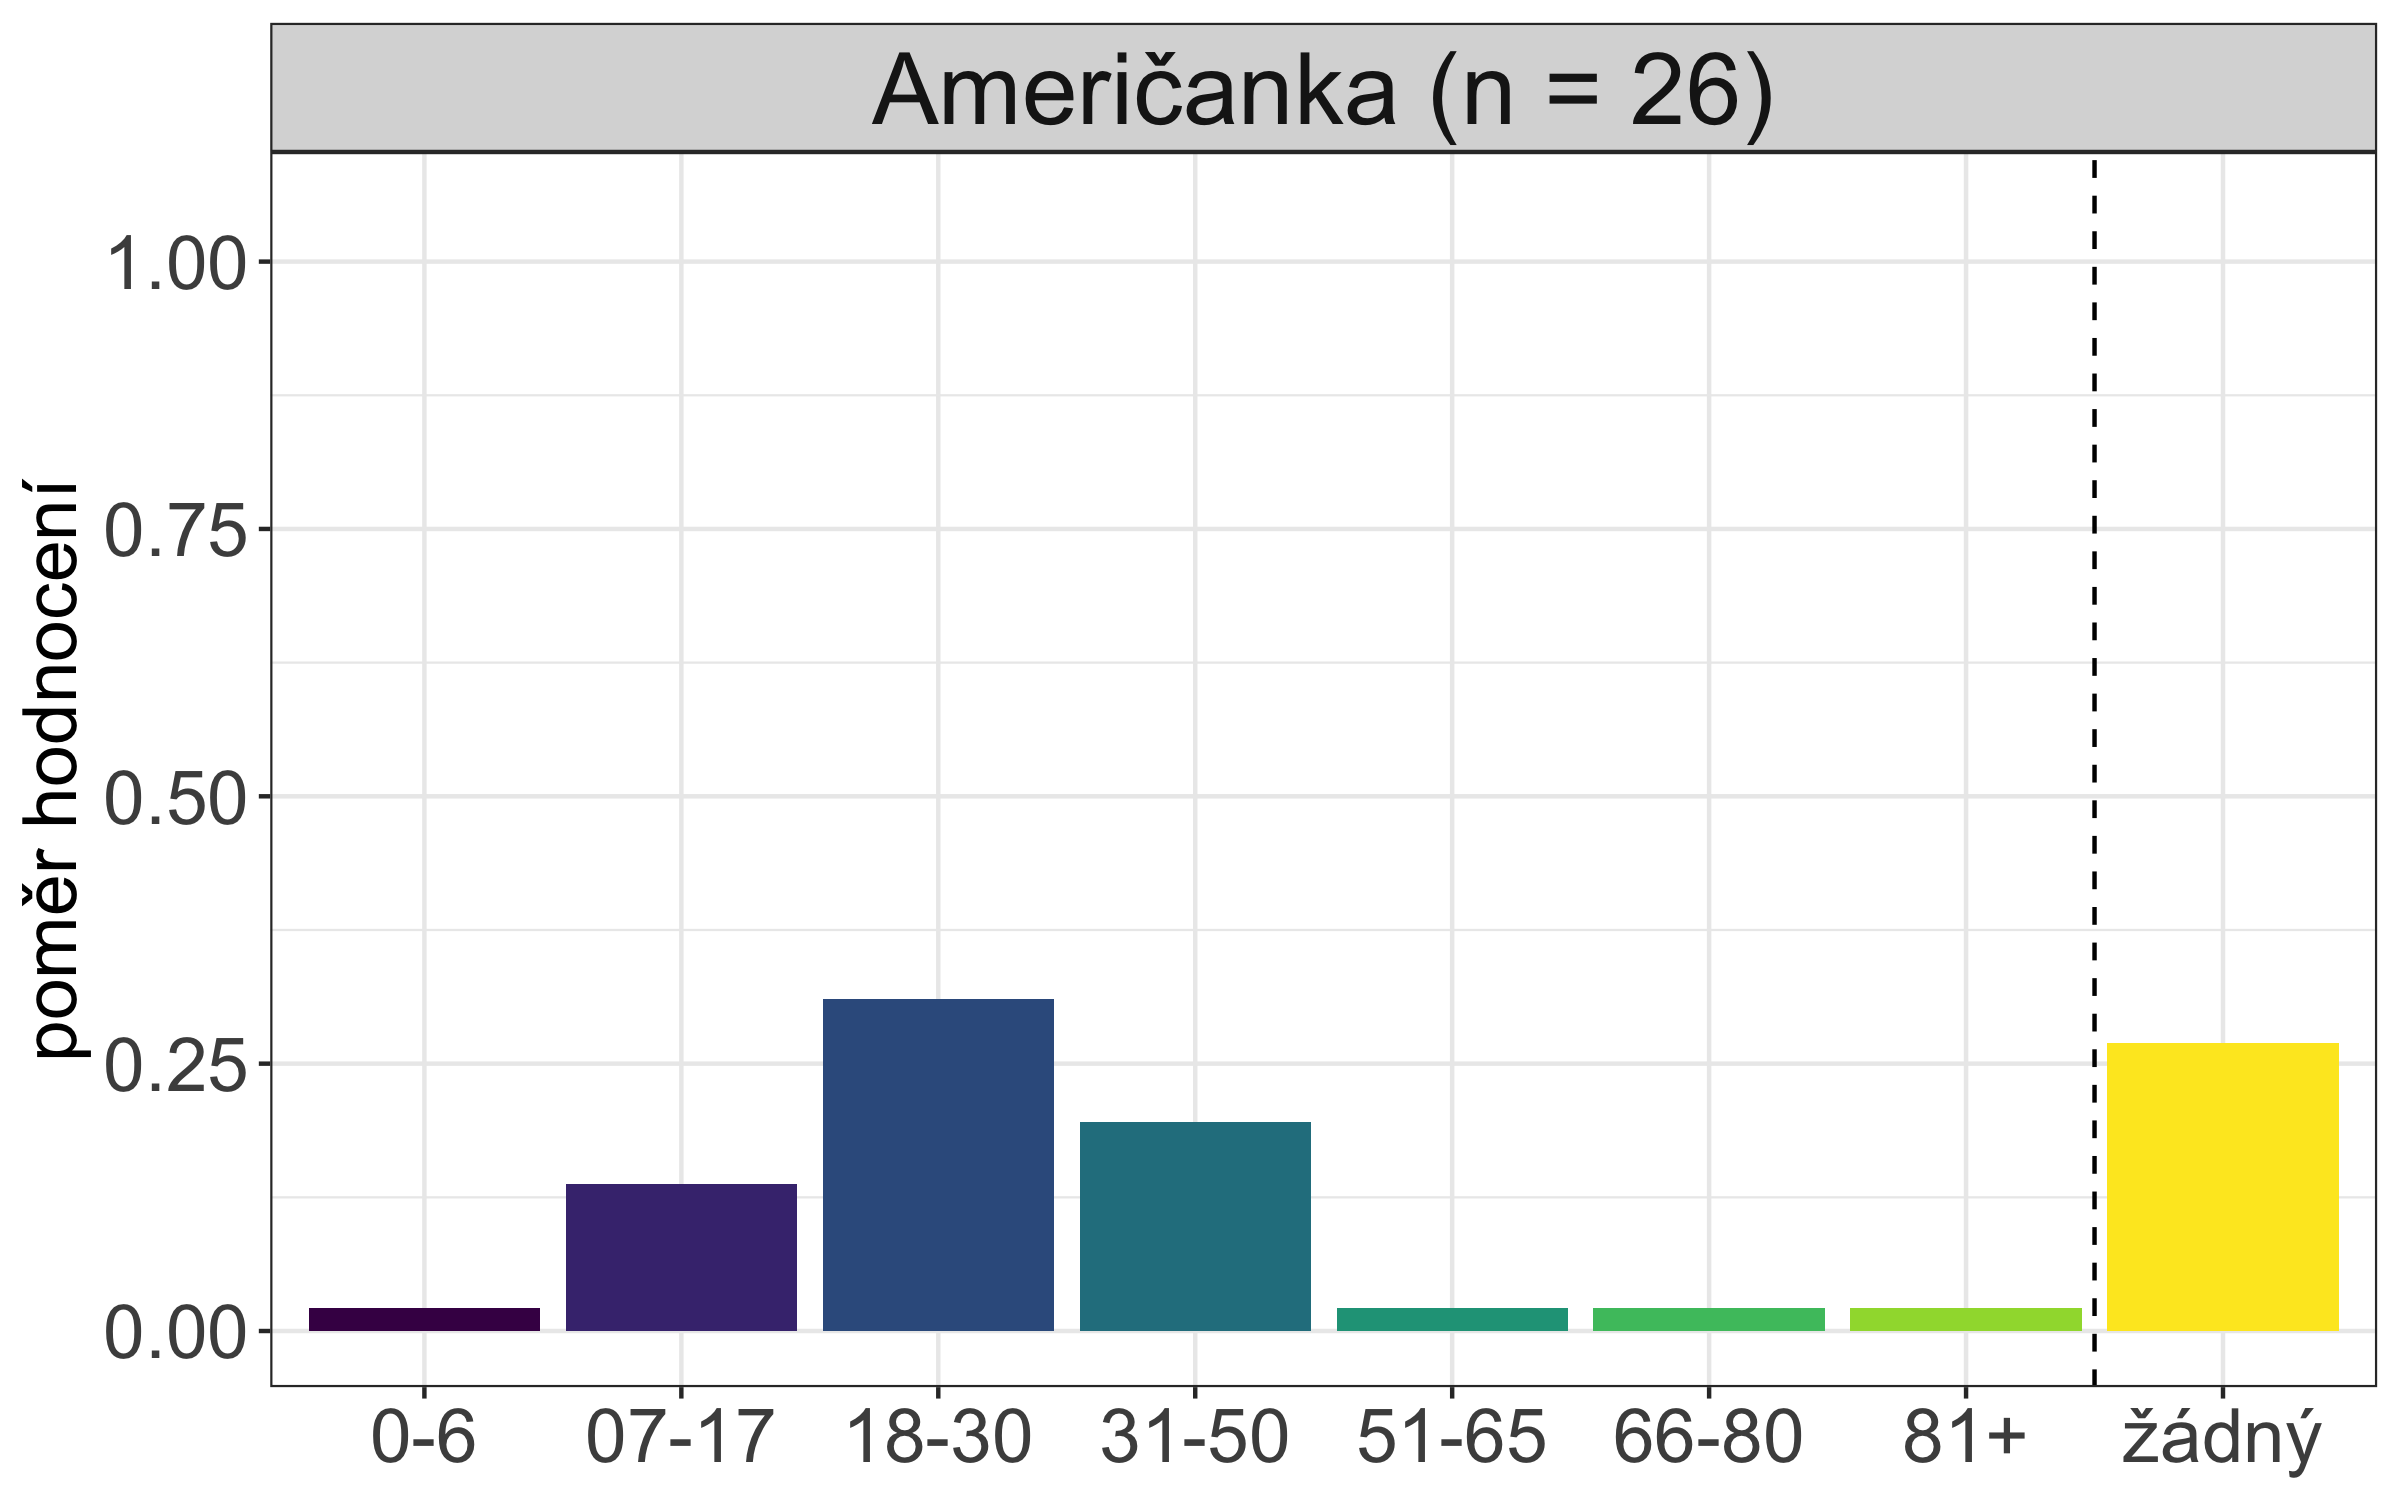 Američanka (n = 26)
poměr hodnocení
1.00
0.75
0.50
0.25
0.00
0-6 07-17 18-30 31-50 51-65 66-80 81+ žádný